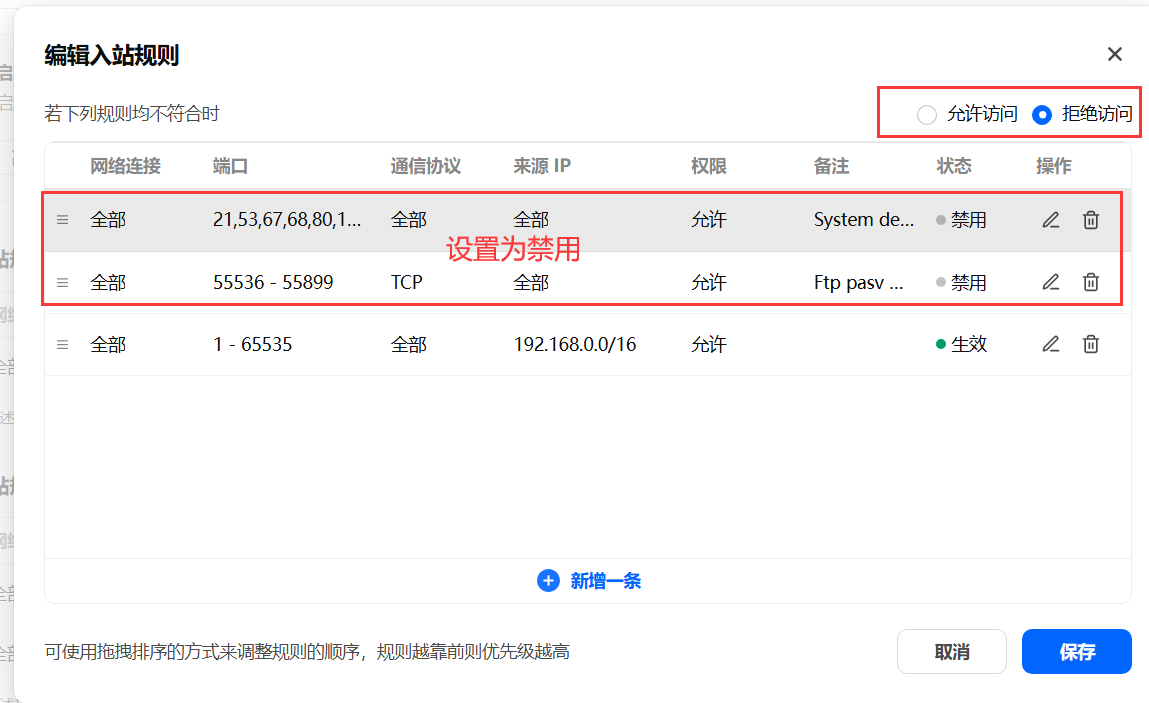 编辑入站规则
若下列规则均不符合时 允许访问 拒绝访问
网络连接 端口 通信协议 来源 IP 权限 备注 状态 操作
全部 21,53,67,68,80,1... 全部 全部 允许 System de... 禁用
设置为禁用
全部 55536 - 55899 TCP 全部 允许 Ftp pasv ... 禁用
全部 1 - 65535 全部 192.168.0.0/16 允许 生效
新增一条
可使用拖拽排序的方式来调整规则的顺序，规则越靠前则优先级越高 取消 保存